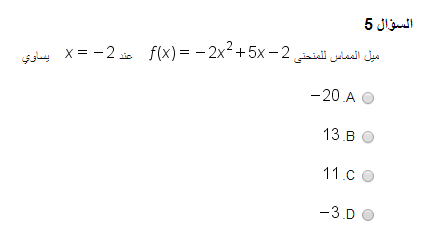 السؤال 5
ميل المماس للمنحنى f(x) = −2x²+5x−2 عند x = −2 يساوي
−20 .A
13 .B
11 .C
−3 .D